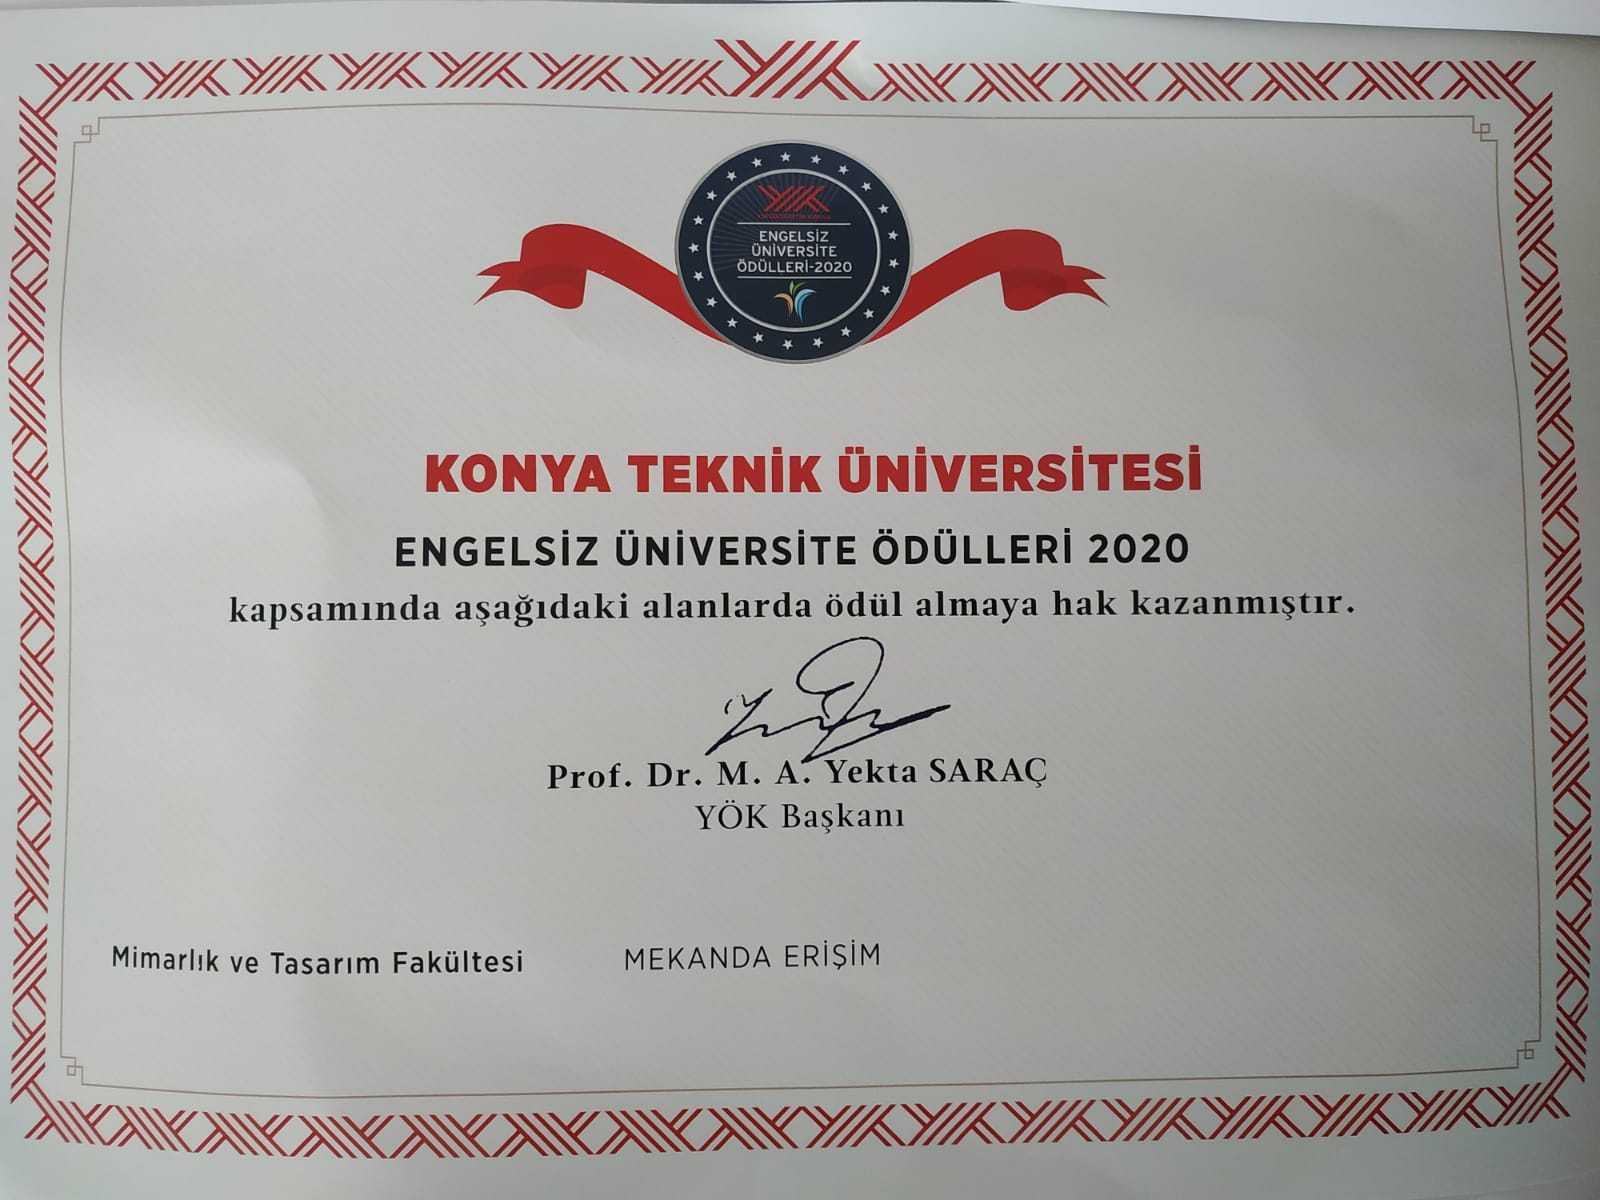 ENGELSİZ
ÜNİVERSİTE
ÖDÜLLERİ-2020
KONYA TEKNİK ÜNİVERSİTESİ
ENGELSİZ ÜNİVERSİTE ÖDÜLLERİ 2020
kapsamında aşağıdaki alanlarda ödül almaya hak kazanmıştır.
Prof. Dr. M. A. Yekta SARAÇ
YÖK Başkanı
Mimarlık ve Tasarım Fakültesi MEKANDA ERİŞİM